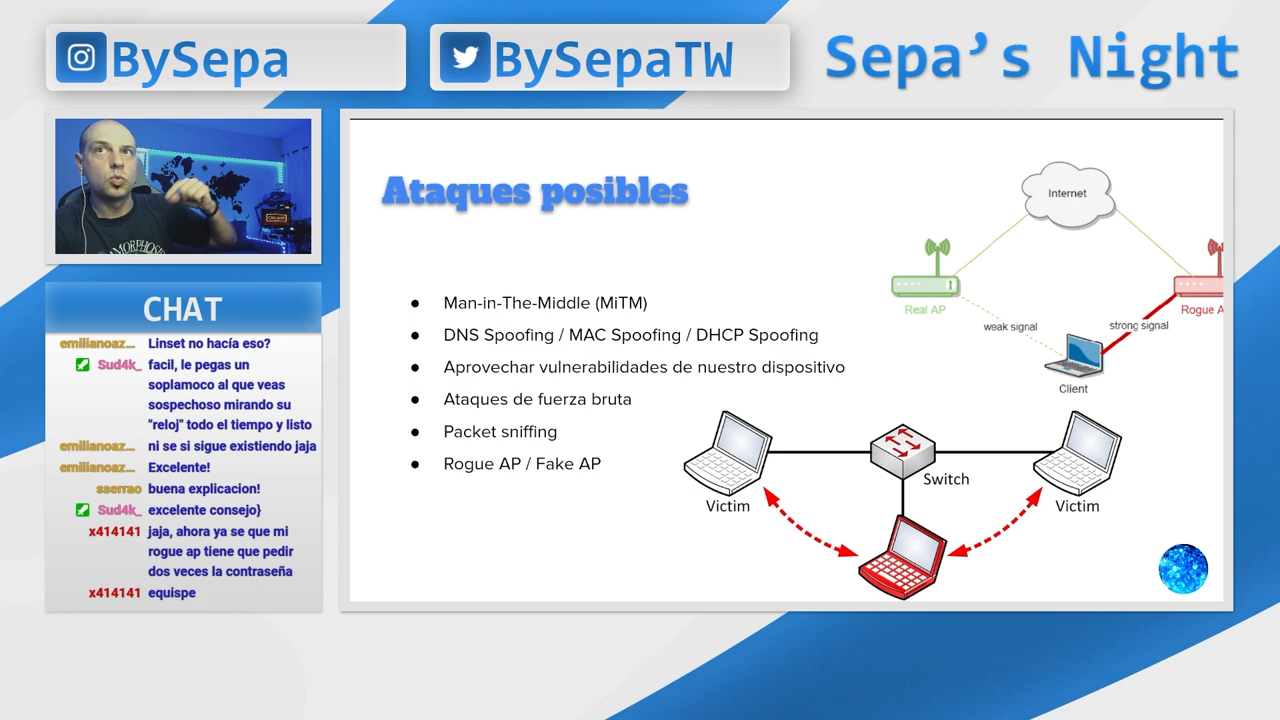 BySepa
BySepaTW
Sepa's Night
CHAT
emilianoaz... Linset no hacía eso?
Sud4k_ facil, le pegas un
soplamoco al que veas
sospechoso mirando su
"reloj" todo el tiempo y listo
emilianoaz... ni se si sigue existiendo jaja
emilianoaz... Excelente!
sserrao buena explicacion!
Sud4k_ excelente consejo}
x414141 jaja, ahora ya se que mi
rogue ap tiene que pedir
dos veces la contraseña
x414141 equispe
Ataques posibles
● Man-in-The-Middle (MiTM)
● DNS Spoofing / MAC Spoofing / DHCP Spoofing
● Aprovechar vulnerabilidades de nuestro dispositivo
● Ataques de fuerza bruta
● Packet sniffing
● Rogue AP / Fake AP
Internet
Real AP
Rogue A
weak signal
strong signal
Client
Switch
Victim
Victim